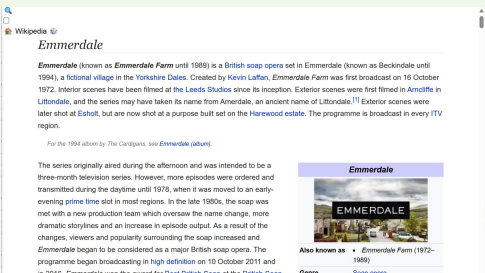 Wikipedia
Emmerdale
Emmerdale (known as Emmerdale Farm until 1989) is a British soap opera set in Emmerdale (known as Beckindale until
1994), a fictional village in the Yorkshire Dales. Created by Kevin Laffan, Emmerdale Farm was first broadcast on 16 October
1972. Interior scenes have been filmed at the Leeds Studios since its inception. Exterior scenes were first filmed in Arncliffe in
Littondale, and the series may have taken its name from Amerdale, an ancient name of Littondale.[1] Exterior scenes were
later shot at Esholt, but are now shot at a purpose built set on the Harewood estate. The programme is broadcast in every ITV
region.
For the 1994 album by The Cardigans, see Emmerdale (album).
The series originally aired during the afternoon and was intended to be a
three-month television series. However, more episodes were ordered and
transmitted during the daytime until 1978, when it was moved to an early-
evening prime time slot in most regions. In the late 1980s, the soap was
met with a new production team which oversaw the name change, more
dramatic storylines and an increase in episode output. As a result of the
changes, viewers and popularity surrounding the soap increased and
Emmerdale began to be considered as a major British soap opera. The
programme began broadcasting in high definition on 10 October 2011 and
Emmerdale
EMMERDALE
Also known as • Emmerdale Farm (1972–
1989)
Genre Soap opera